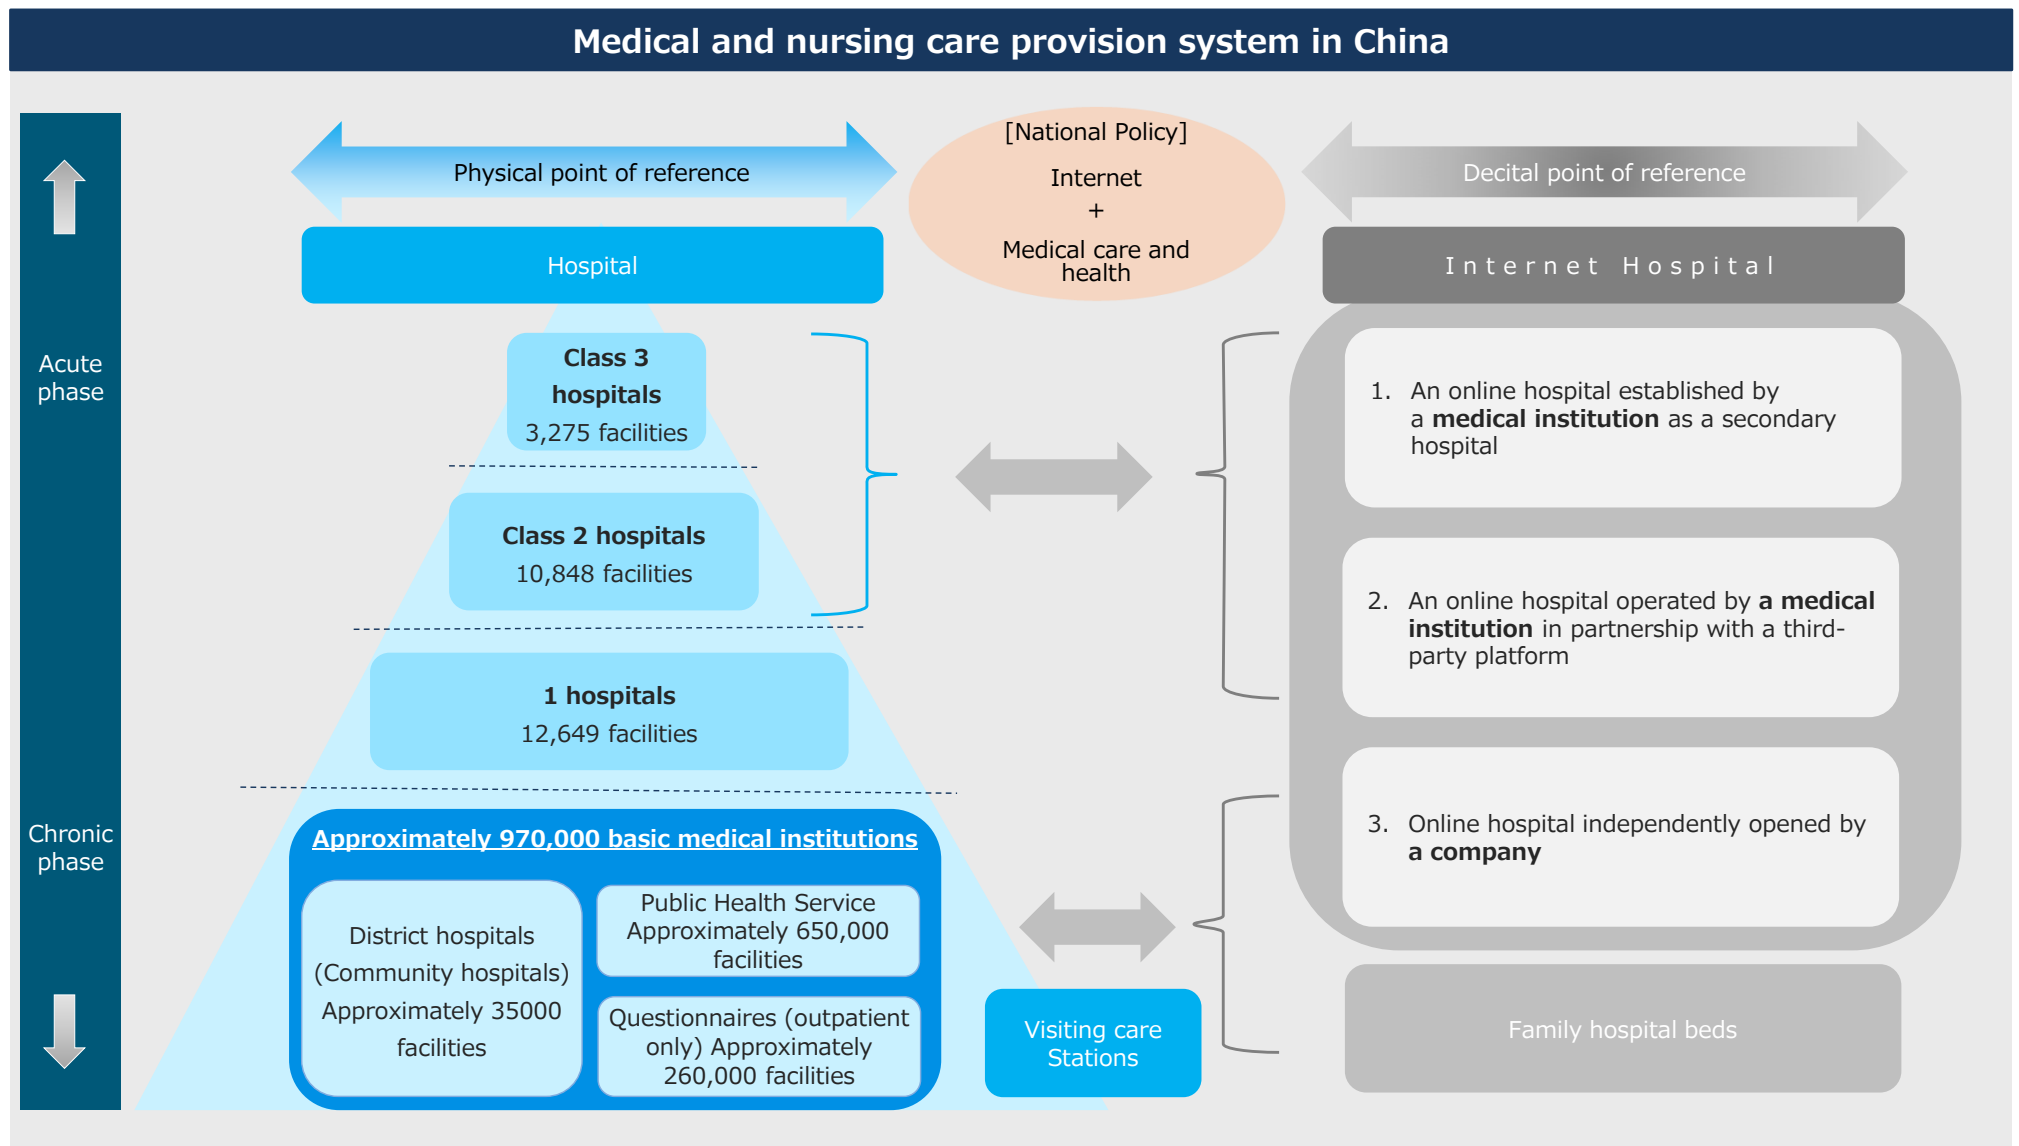 Medical and nursing care provision system in China
Acute
phase
Chronic
phase
Physical point of reference
[National Policy]
Internet
+
Medical care and
health
Decital point of reference
Hospital
Internet Hospital
Class 3
hospitals
3,275 facilities
Class 2 hospitals
10,848 facilities
1 hospitals
12,649 facilities
Approximately 970,000 basic medical institutions
District hospitals
(Community hospitals)
Approximately 35000
facilities
Public Health Service
Approximately 650,000
facilities
Questionnaires (outpatient
only) Approximately
260,000 facilities
Visiting care
Stations
1. An online hospital established by
a medical institution as a secondary
hospital
2. An online hospital operated by a medical
institution in partnership with a third-
party platform
3. Online hospital independently opened by
a company
Family hospital beds